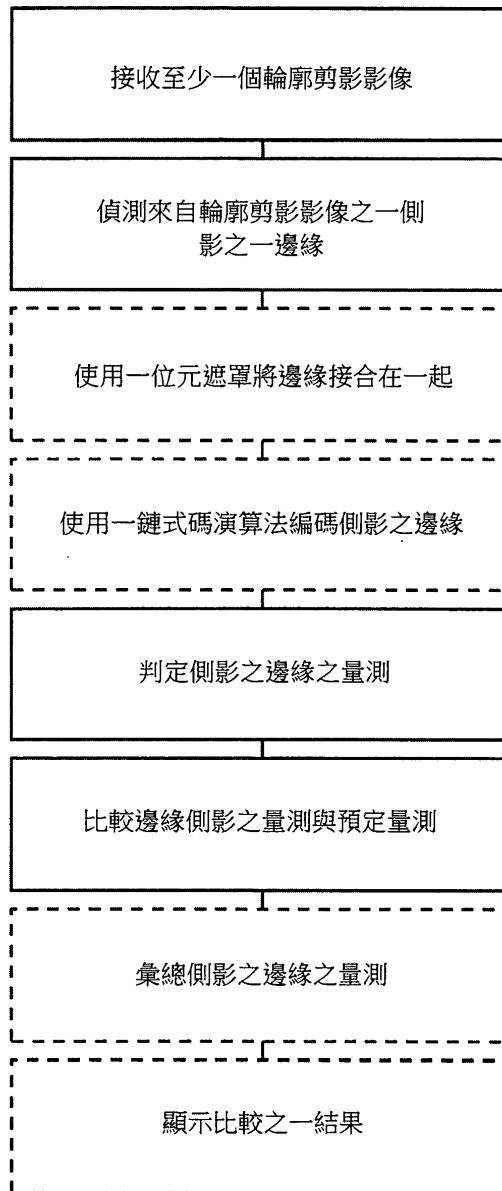 接收至少一個輪廓剪影影像
偵測來自輪廓剪影影像之一側
影之一邊緣
使用一位元遮罩將邊緣接合在一起
使用一鏈式碼演算法編碼側影之邊緣
判定側影之邊緣之量測
比較邊緣側影之量測與預定量測
彙總側影之邊緣之量測
顯示比較之一結果